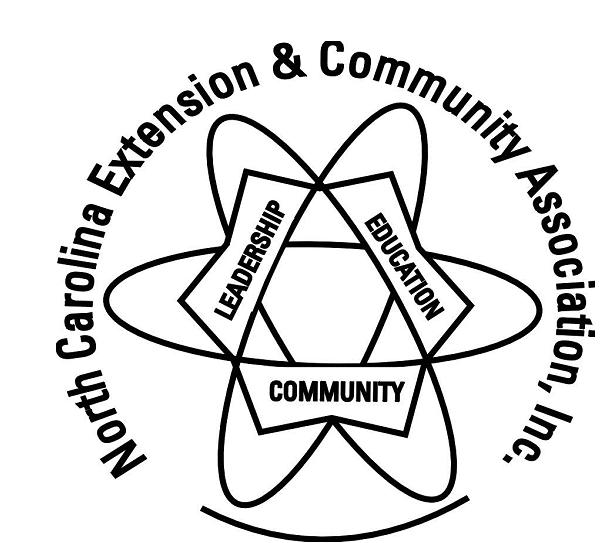 North Carolina Extension & Community Association, Inc.
LEADERSHIP
EDUCATION
COMMUNITY